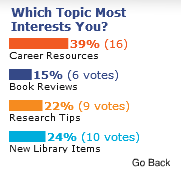 Which Topic Most
Interests You?
39% (16)
Career Resources
15% (6 votes)
Book Reviews
22% (9 votes)
Research Tips
24% (10 votes)
New Library Items
Go Back